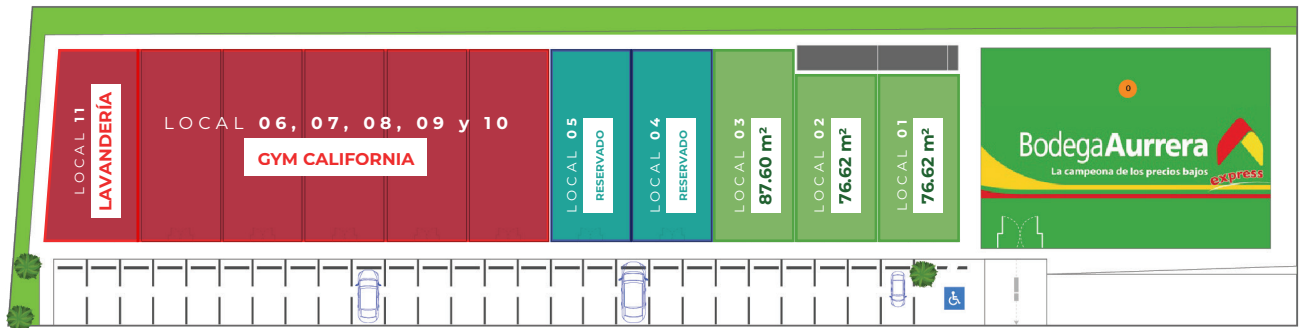 LOCAL 11
LAVANDERÍA
LOCAL 06, 07, 08, 09 y 10
GYM CALIFORNIA
LOCAL 05
RESERVADO
LOCAL 04
RESERVADO
LOCAL 03
87.60 m²
LOCAL 02
76.62 m²
LOCAL 01
76.62 m²
0
Bodega Aurrera
La campeona de los precios bajos
express